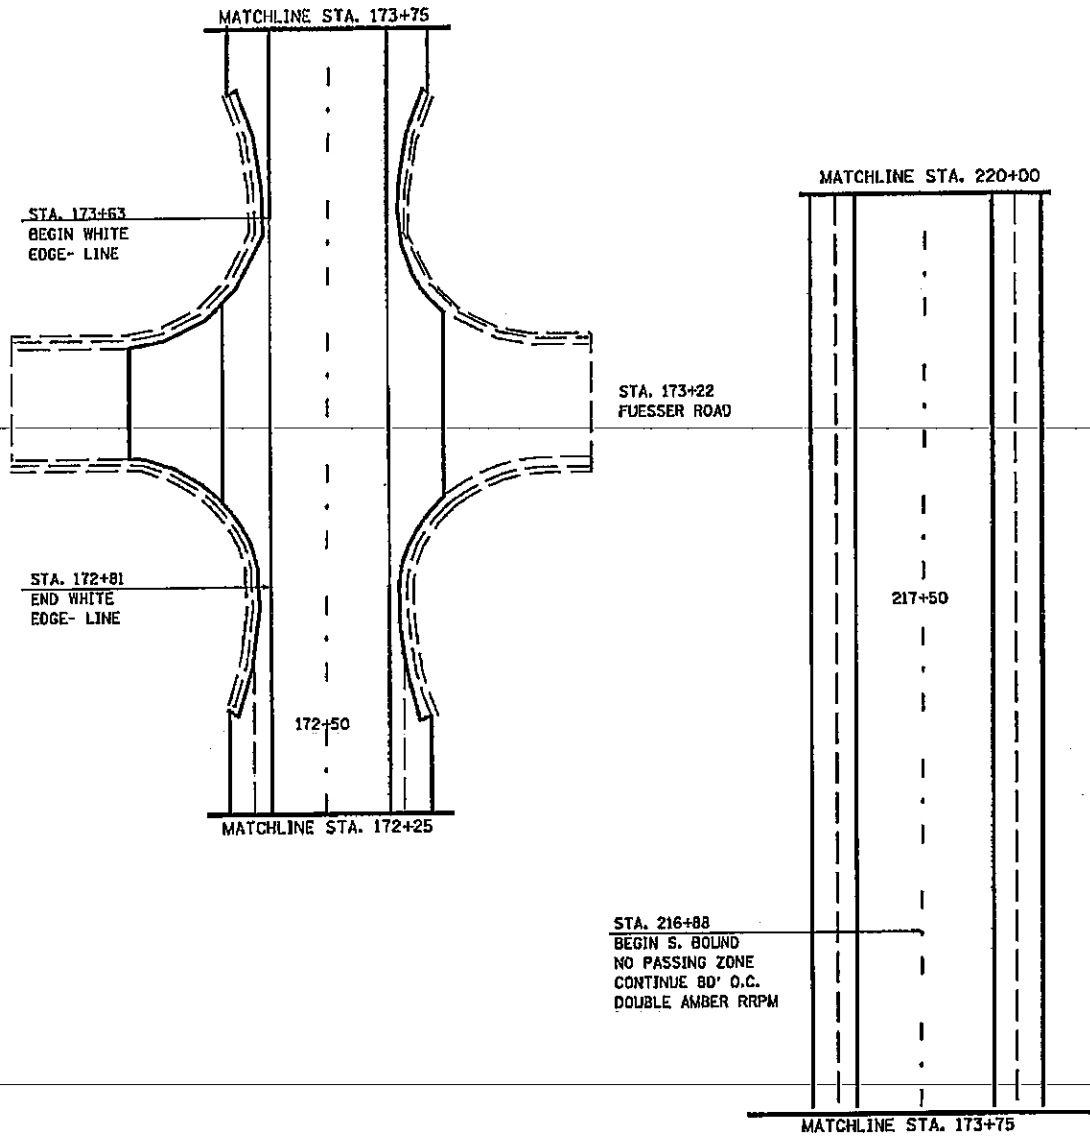 MATCHLINE STA. 173+75
STA. 173+63
BEGIN WHITE
EDGE- LINE
STA. 173+22
FUESSER ROAD
STA. 172+81
END WHITE
EDGE- LINE
172+50
MATCHLINE STA. 172+25
MATCHLINE STA. 220+00
217+50
STA. 216+88
BEGIN S. BOUND
NO PASSING ZONE
CONTINUE 80' O.C.
DOUBLE AMBER RRPM
MATCHLINE STA. 173+75